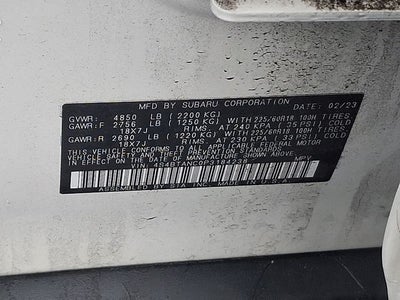 MFD BY SUBARU CORPORATION DATE: 02/23
GVWR: 4850 LB (2200 KG)
GAWR:F 2756 LB (1250 KG) WITH 225/60R18 100H TIRES,
18X7J RIMS, AT 240 KPA (35PSI) COLD
GAWR:R 2690 LB (1220 KG) WITH 225/60R18 100H TIRES,
18X7J RIMS, AT 230 KPA (33 PSI) COLD
THIS VEHICLE CONFORMS TO ALL APPLICABLE FEDERAL MOTOR
VEHICLE SAFETY, BUMPER, AND THEFT PREVENTION STANDARDS
IN EFFECT ON THE DATE OF MANUFACTURE SHOWN ABOVE.
VIN: 4S4BTANC0P3184238 MPV
ASSEMBLED BY SIA INC. MADE IN U.S.A.